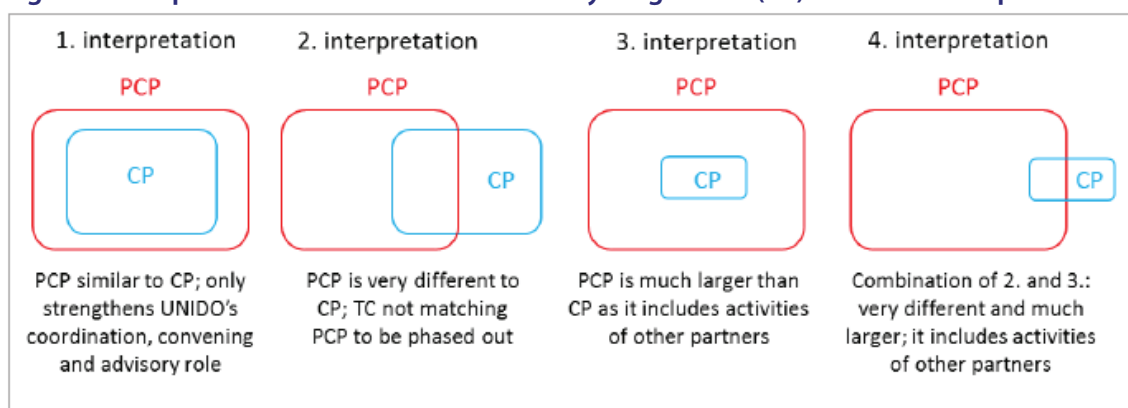 1. interpretation
PCP
CP
PCP similar to CP; only
strengthens UNIDO's
coordination, convening
and advisory role
2. interpretation
PCP
CP
PCP is very different to
CP; TC not matching
PCP to be phased out
3. interpretation
PCP
CP
PCP is much larger than
CP as it includes activities
of other partners
4. interpretation
PCP
CP
Combination of 2. and 3.:
very different and much
larger; it includes activities
of other partners